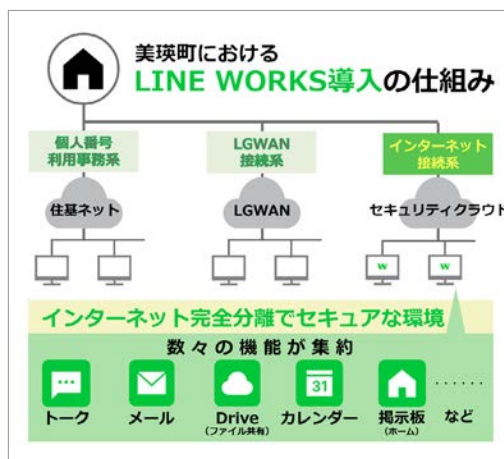 美瑛町における
LINE WORKS導入の仕組み
個人番号
利用事務系
LGWAN
接続系
インターネット
接続系
住基ネット
LGWAN
セキュリティクラウド
W
W
インターネット完全分離でセキュアな環境
数々の機能が集約
31
トーク
メール
Drive
(ファイル共有)
カレンダー
掲示板
(ホーム)
······
など